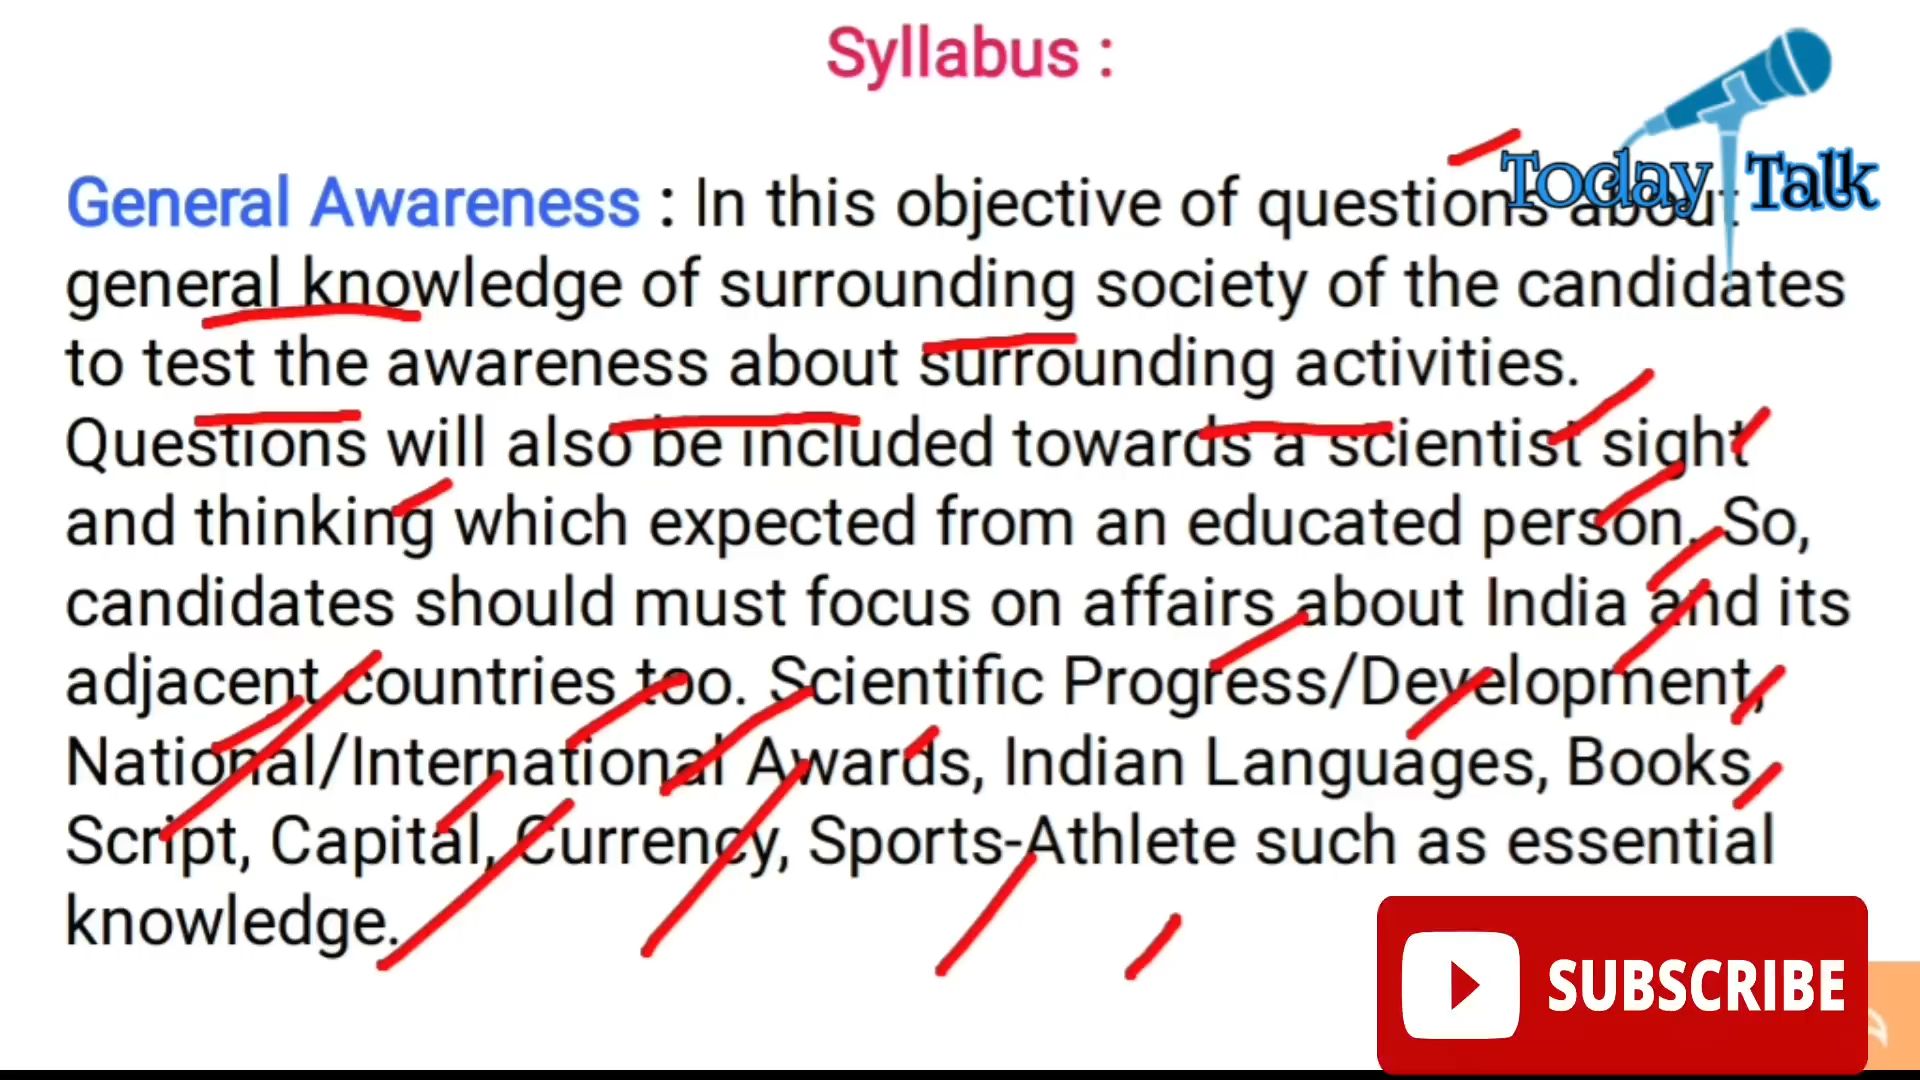 Syllabus :
Today Talk
General Awareness : In this objective of questions about
general knowledge of surrounding society of the candidates
to test the awareness about surrounding activities.
Questions will also be included towards a scientist sight
and thinking which expected from an educated person. So,
candidates should must focus on affairs about India and its
adjacent countries too. Scientific Progress/Development,
National/International Awards, Indian Languages, Books,
Script, Capital, Currency, Sports-Athlete such as essential
knowledge.
SUBSCRIBE